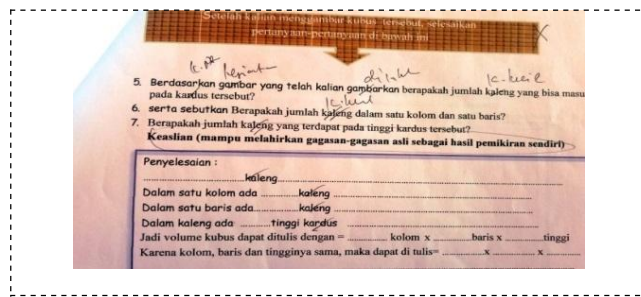 Setelah kalian menggambar kubus tersebut, selesaikan
pertanyaan-pertanyaan di bawah ini
5. Berdasarkan gambar yang telah kalian gambarkan berapakah jumlah kaleng yang bisa masu
pada kardus tersebut?
6. serta sebutkan Berapakah jumlah kaleng dalam satu kolom dan satu baris?
7. Berapakah jumlah kaleng yang terdapat pada tinggi kardus tersebut?
Keaslian (mampu melahirkan gagasan-gagasan asli sebagai hasil pemikiran sendiri)
Penyelesaian :
....................kaleng....................
Dalam satu kolom ada ............kaleng ....................
Dalam satu baris ada............kaleng ....................
Dalam kaleng ada ..........tinggi kardus ....................
Jadi volume kubus dapat ditulis dengan = ............ kolom x ............baris x ............tinggi
Karena kolom, baris dan tingginya sama, maka dapat di tulis= ............x ............ x ............